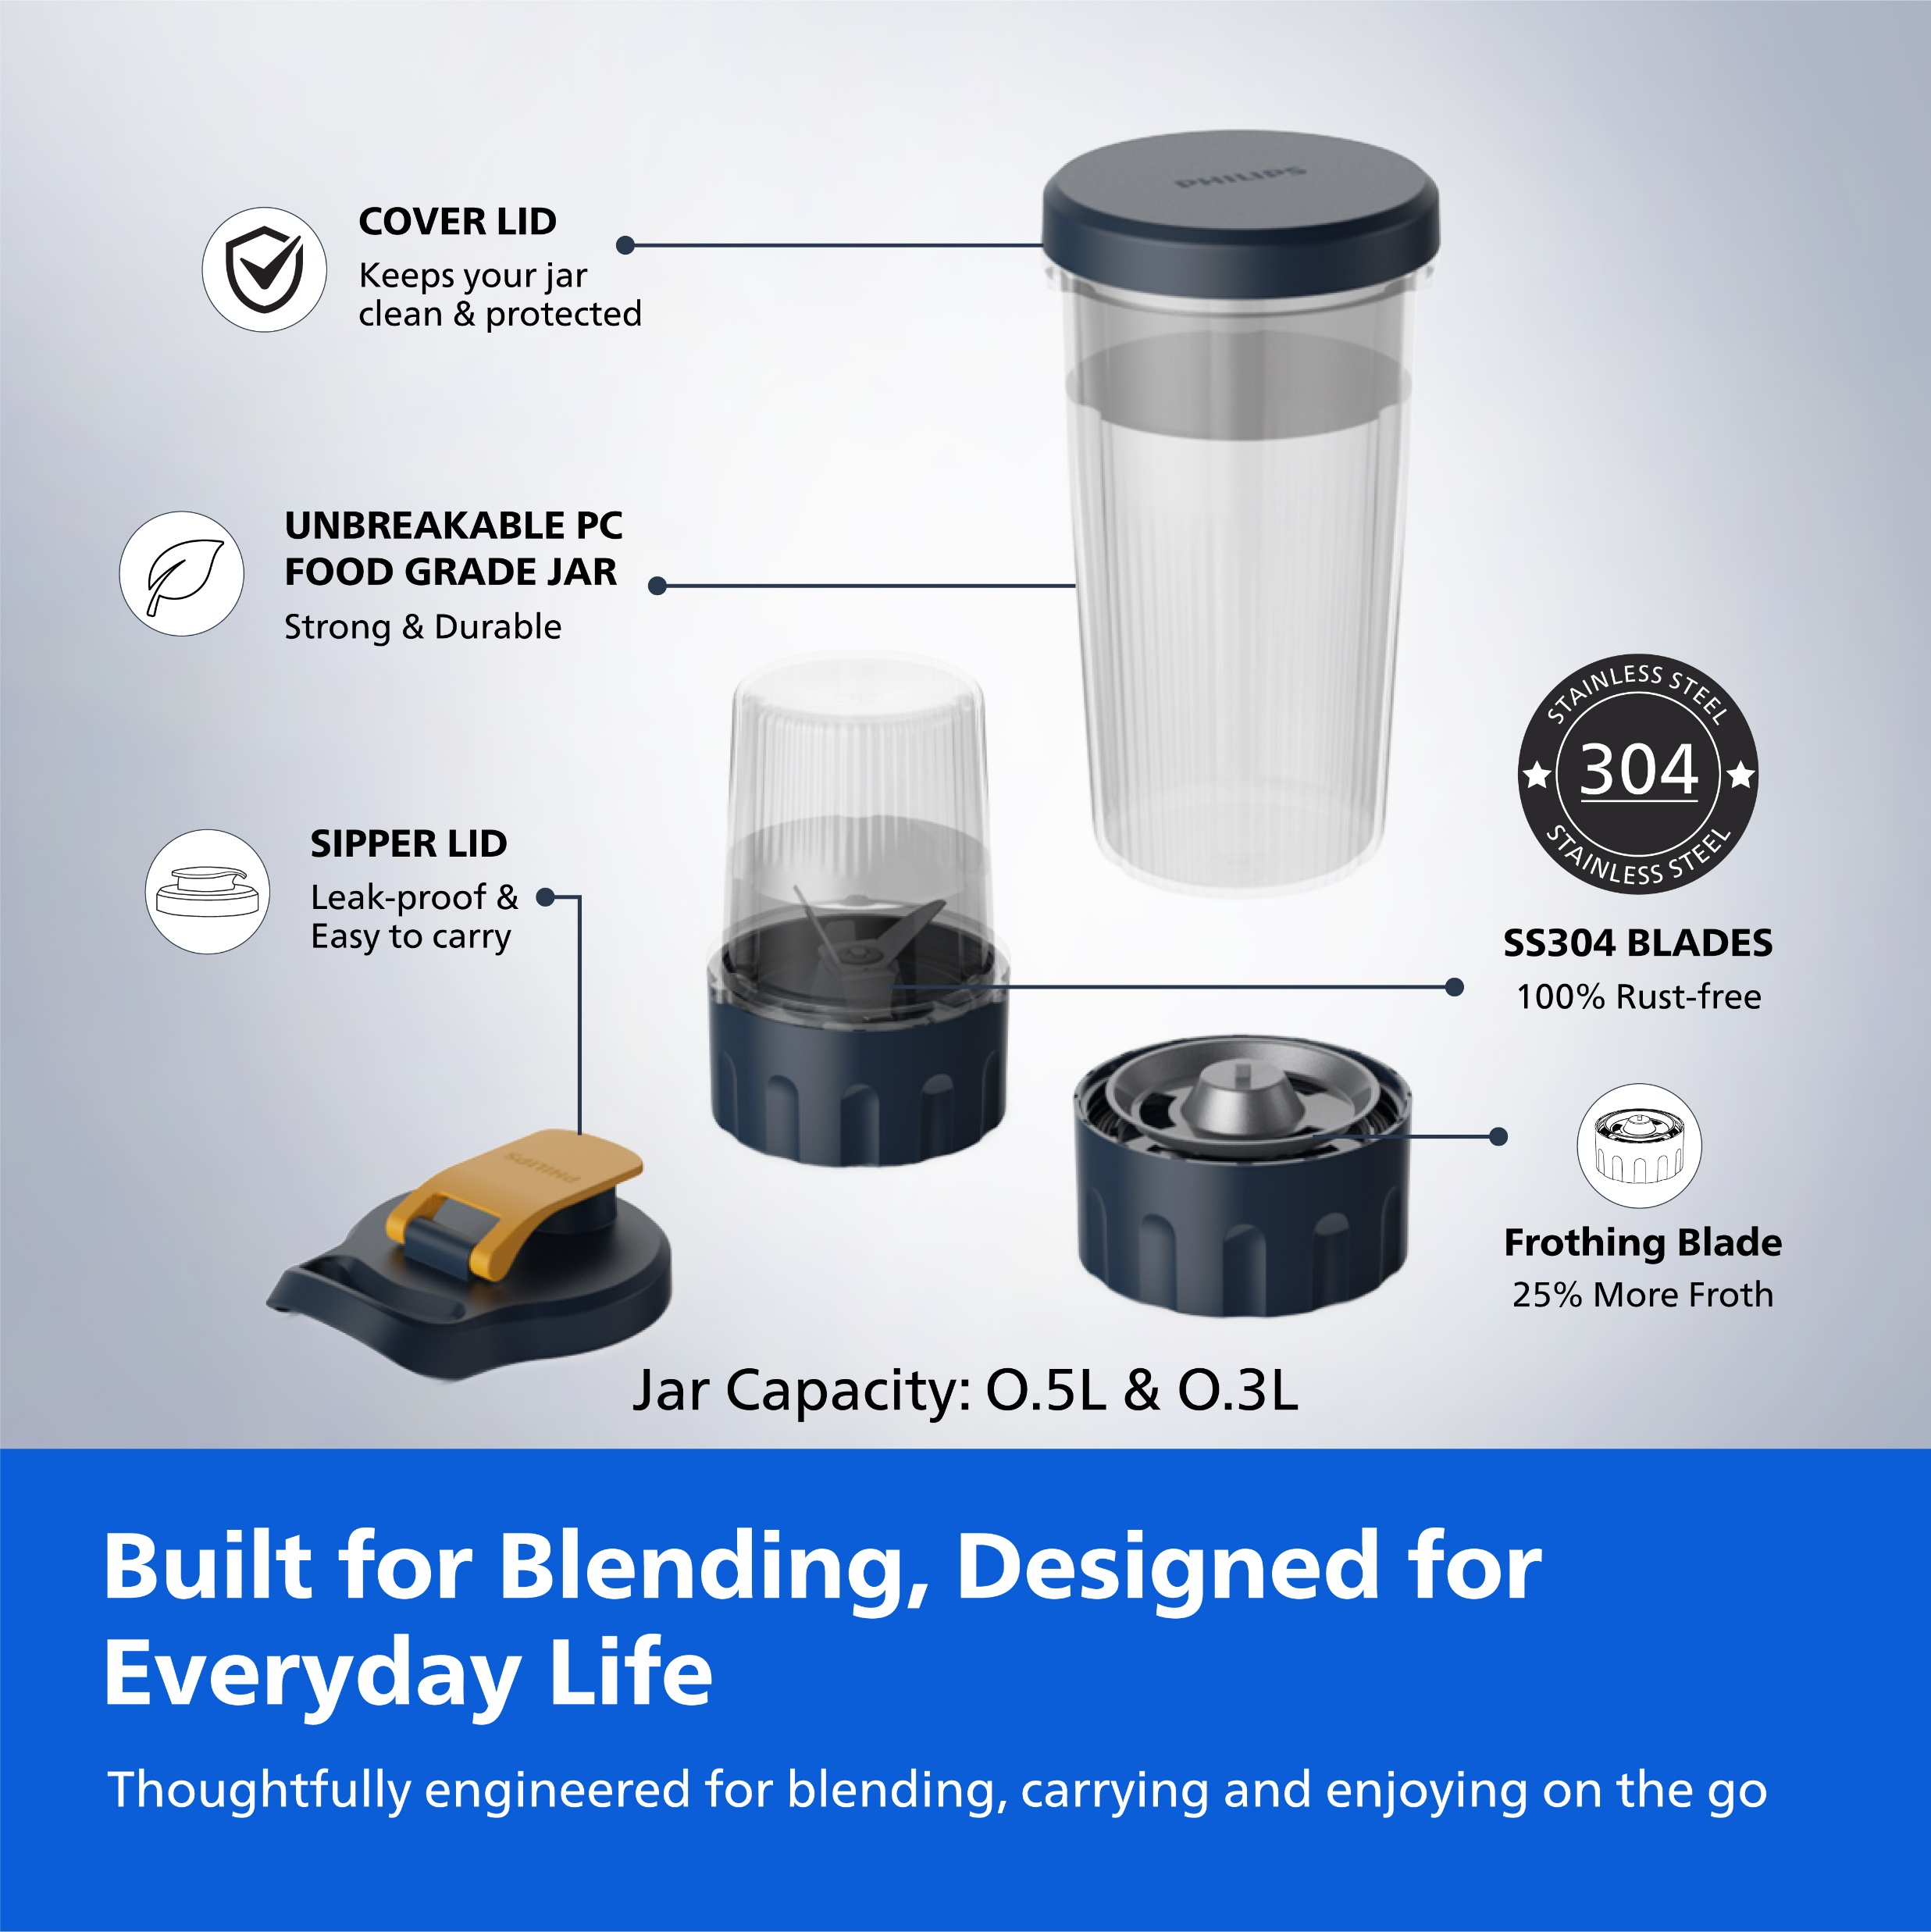 PHILIPS
COVER LID
Keeps your jar
clean & protected
UNBREAKABLE PC
FOOD GRADE JAR
Strong & Durable
STAINLESS STEEL
304
STAINLESS STEEL
SIPPER LID
Leak-proof &
Easy to carry
SS304 BLADES
100% Rust-free
PHILIPS
Frothing Blade
25% More Froth
Jar Capacity: 0.5L & 0.3L
Built for Blending, Designed for
Everyday Life
Thoughtfully engineered for blending, carrying and enjoying on the go